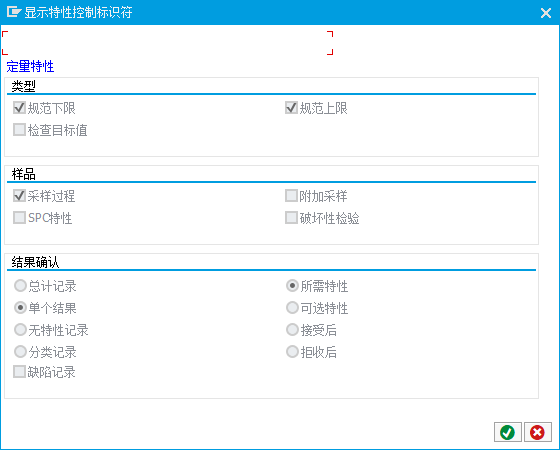 显示特性控制标识符
定量特性
类型
规范下限 规范上限
检查目标值
样品
采样过程 附加采样
SPC特性 破坏性检验
结果确认
总计记录 所需特性
单个结果 可选特性
无特性记录 接受后
分类记录 拒收后
缺陷记录